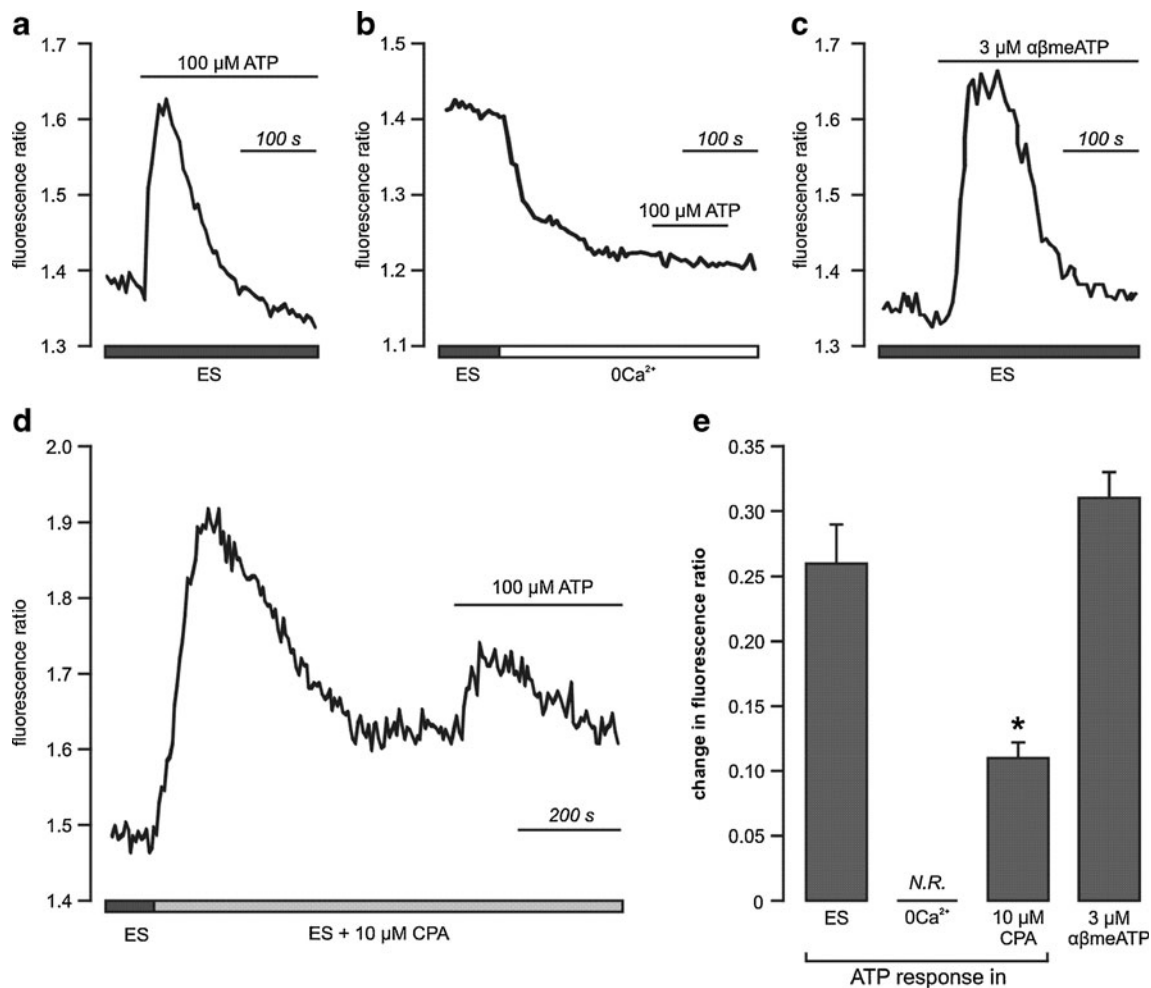 a
1.7
1.6
1.5
1.4
1.3
fluorescence ratio
100 µM ATP
100 s
ES
b
1.5
1.4
1.3
1.2
1.1
fluorescence ratio
100 s
100 µM ATP
ES
0Ca²⁺
c
1.7
1.6
1.5
1.4
1.3
fluorescence ratio
3 µM αβmeATP
100 s
ES
d
2.0
1.9
1.8
1.7
1.6
1.5
1.4
fluorescence ratio
100 µM ATP
200 s
ES
ES + 10 µM CPA
e
0.35
0.30
0.25
0.20
0.15
0.10
0.05
0
change in fluorescence ratio
N.R.
*
ES
0Ca²⁺
10 µM
CPA
3 µM
αβmeATP
ATP response in